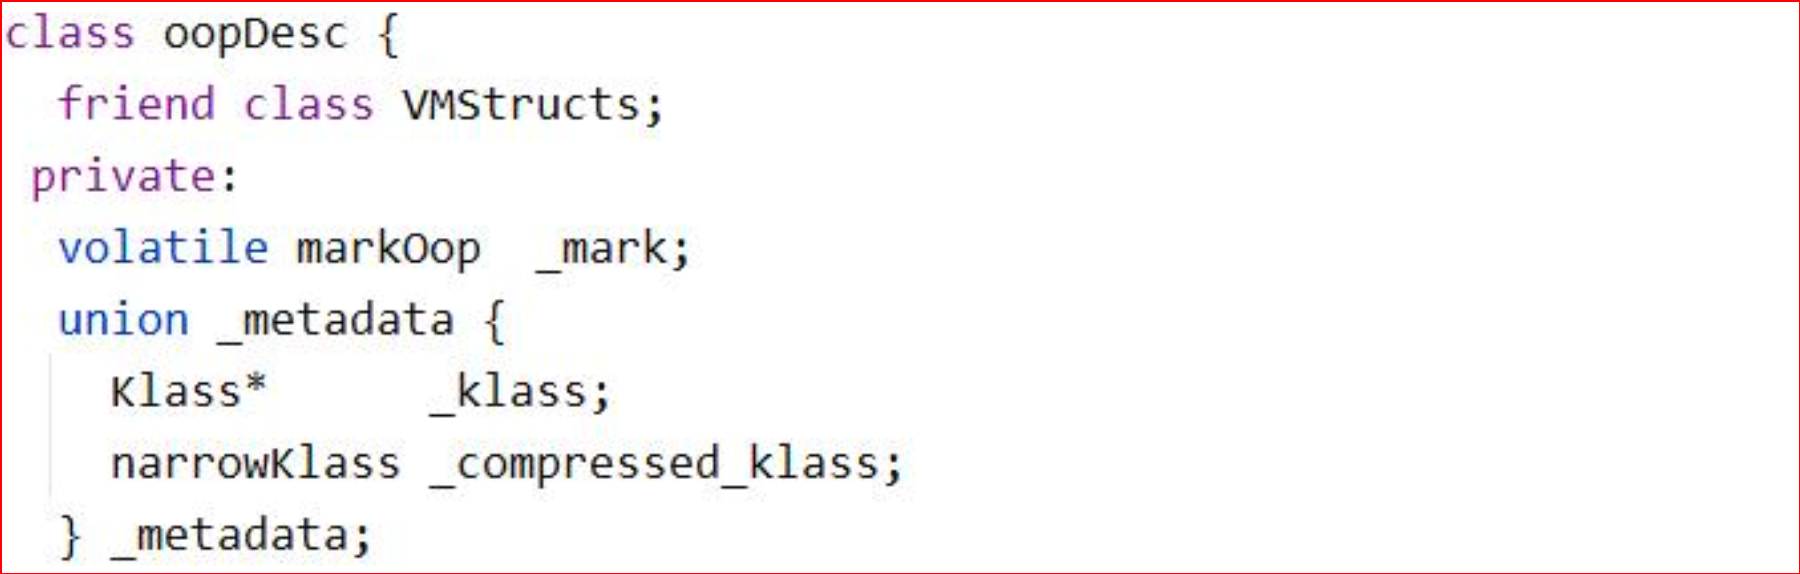 class oopDesc {
  friend class VMStructs;
 private:
  volatile markOop  _mark;
  union _metadata {
    Klass*      _klass;
    narrowKlass _compressed_klass;
  } _metadata;